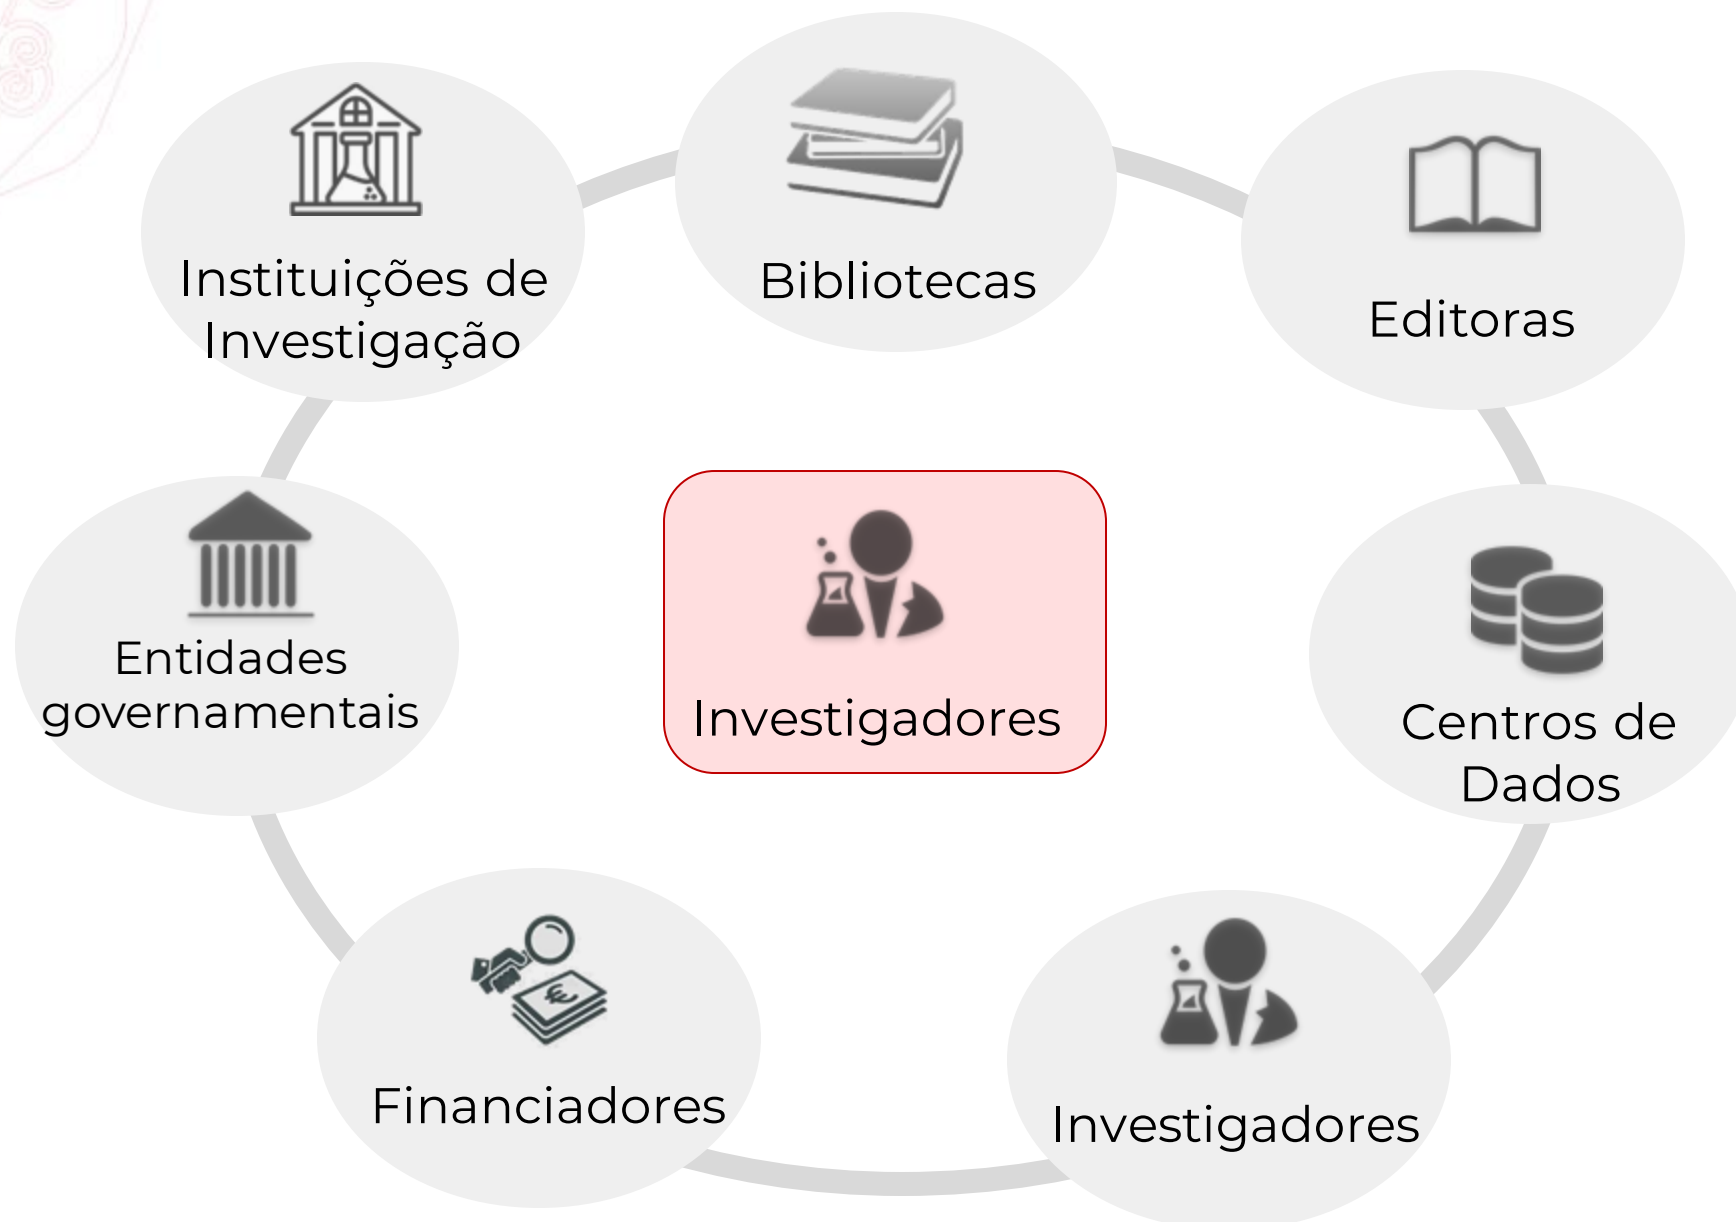 Instituições de
Investigação
Bibliotecas
Editoras
Entidades
governamentais
Investigadores
Centros de
Dados
Financiadores
Investigadores